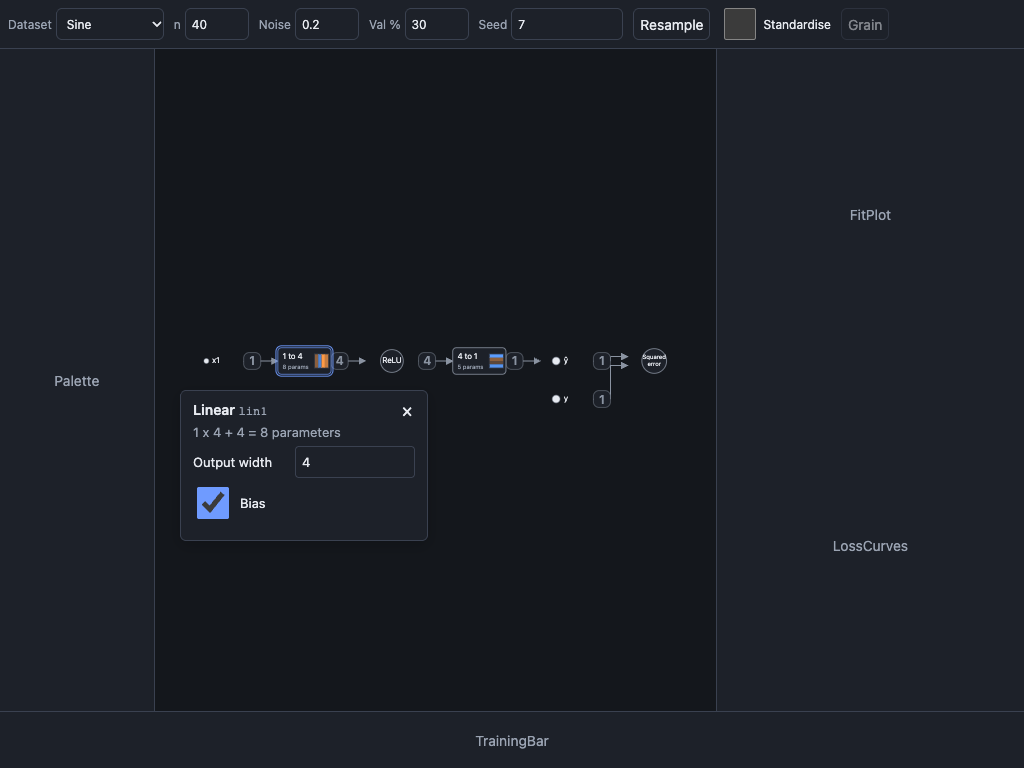 Dataset Sine n 40 Noise 0.2 Val % 30 Seed 7 Resample Standardise Grain
Palette
FitPlot
x1 1 1 to 4 8 params 4 ReLU 4 4 to 1 5 params 1 ŷ 1 Squared error
y 1
Linear lin1 ×
1 x 4 + 4 = 8 parameters
Output width 4
Bias
LossCurves
TrainingBar